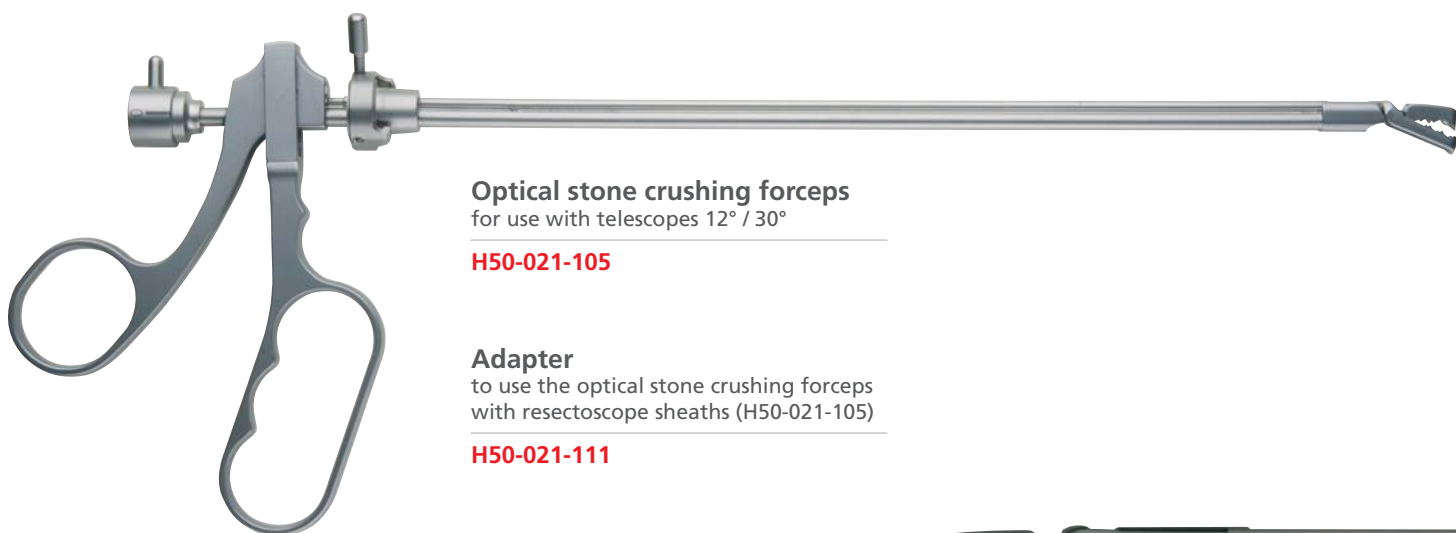 Optical stone crushing forceps
for use with telescopes 12° / 30°
H50-021-105
Adapter
to use the optical stone crushing forceps
with resectoscope sheaths (H50-021-105)
H50-021-111